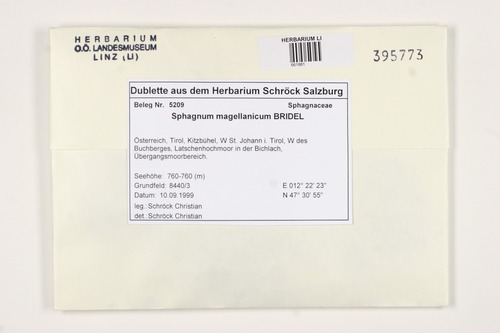 HERBARIUM
O.Ö. LANDESMUSEUM
LINZ (LI)
HERBARIUM LI
395773
Dublette aus dem Herbarium Schröck Salzburg
Beleg Nr. 5209 Sphagnaceae
Sphagnum magellanicum BRIDEL
Österreich, Tirol, Kitzbühel, W St. Johann i. Tirol; W des
Buchberges, Latschenhochmoor in der Bichlach,
Übergangsmoorbereich.
Seehöhe: 760-760 (m)
Grundfeld: 8440/3 E 012° 22' 23"
Datum: 10.09.1999 N 47° 30' 55"
leg.: Schröck Christian
det.: Schröck Christian